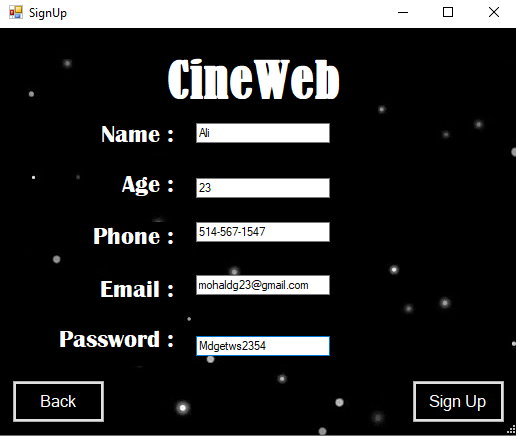 SignUp
CineWeb
Name : Ali
Age : 23
Phone : 514-567-1547
Email : mohaldg23@gmail.com
Password : Mdgetws2354
Back Sign Up